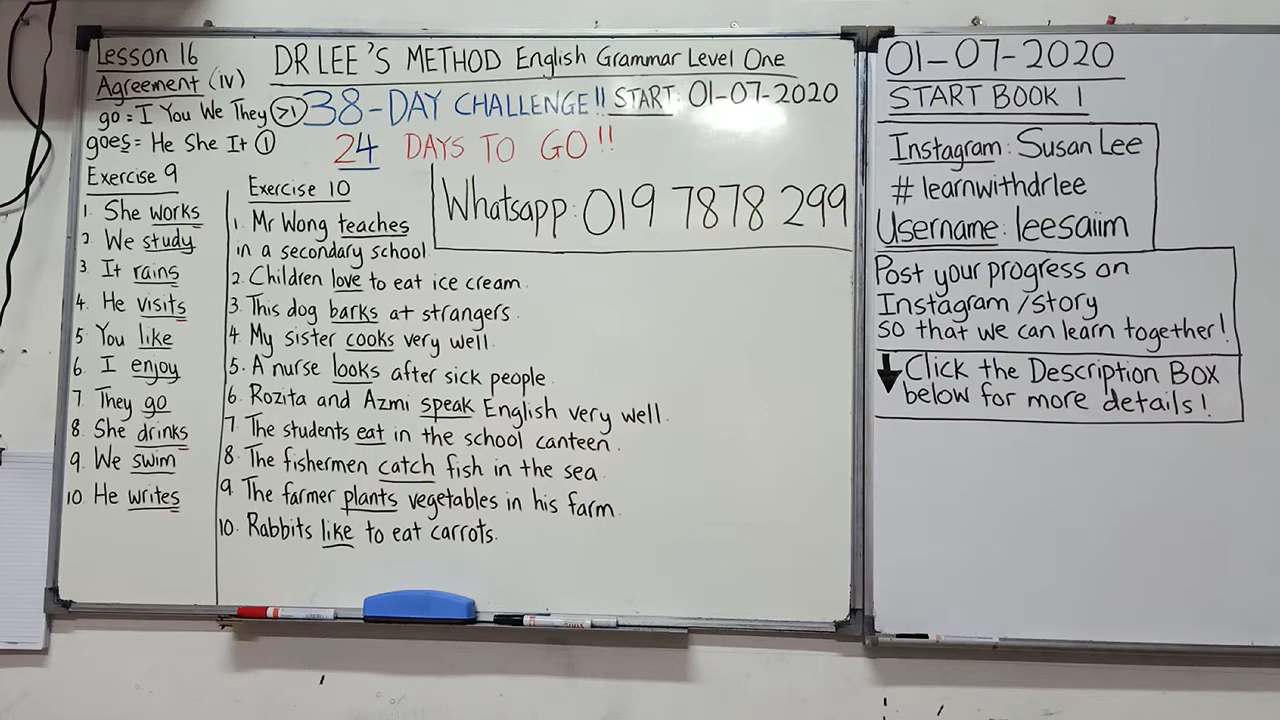 Lesson 16
Agreement (iv)
go = I You We They >1
goes = He She It 1
DR LEE'S METHOD English Grammar Level One
38-DAY CHALLENGE!! START: 01-07-2020
24 DAYS TO GO!!
Whatsapp: 019 7878 299
Exercise 9
1. She works
2. We study
3. It rains
4. He visits
5. You like
6. I enjoy
7. They go
8. She drinks
9. We swim
10. He writes
Exercise 10
1. Mr Wong teaches
in a secondary school
2. Children love to eat ice cream.
3. This dog barks at strangers.
4. My sister cooks very well.
5. A nurse looks after sick people.
6. Rozita and Azmi speak English very well.
7. The students eat in the school canteen.
8. The fishermen catch fish in the sea.
9. The farmer plants vegetables in his farm.
10. Rabbits like to eat carrots.
01-07-2020
START BOOK 1
Instagram: Susan Lee
# learnwithdrlee
Username: leesaiim
Post your progress on
Instagram/story
so that we can learn together!
Click the Description Box
below for more details!